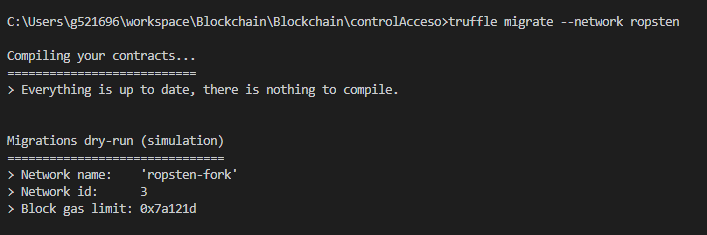 C:\Users\g521696\workspace\Blockchain\Blockchain\controlAcceso>truffle migrate --network ropsten
Compiling your contracts...
===========================
> Everything is up to date, there is nothing to compile.
Migrations dry-run (simulation)
===============================
> Network name:    'ropsten-fork'
> Network id:      3
> Block gas limit: 0x7a121d